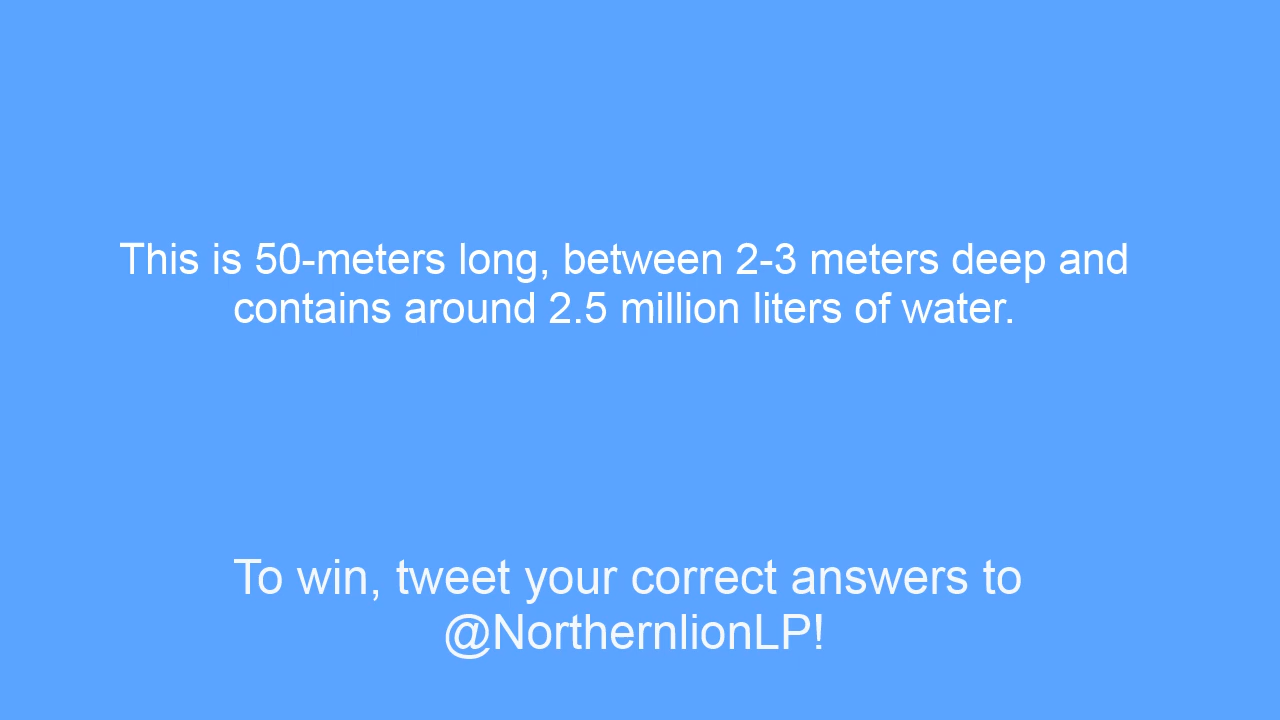 This is 50-meters long, between 2-3 meters deep and
contains around 2.5 million liters of water.
To win, tweet your correct answers to
@NorthernlionLP!